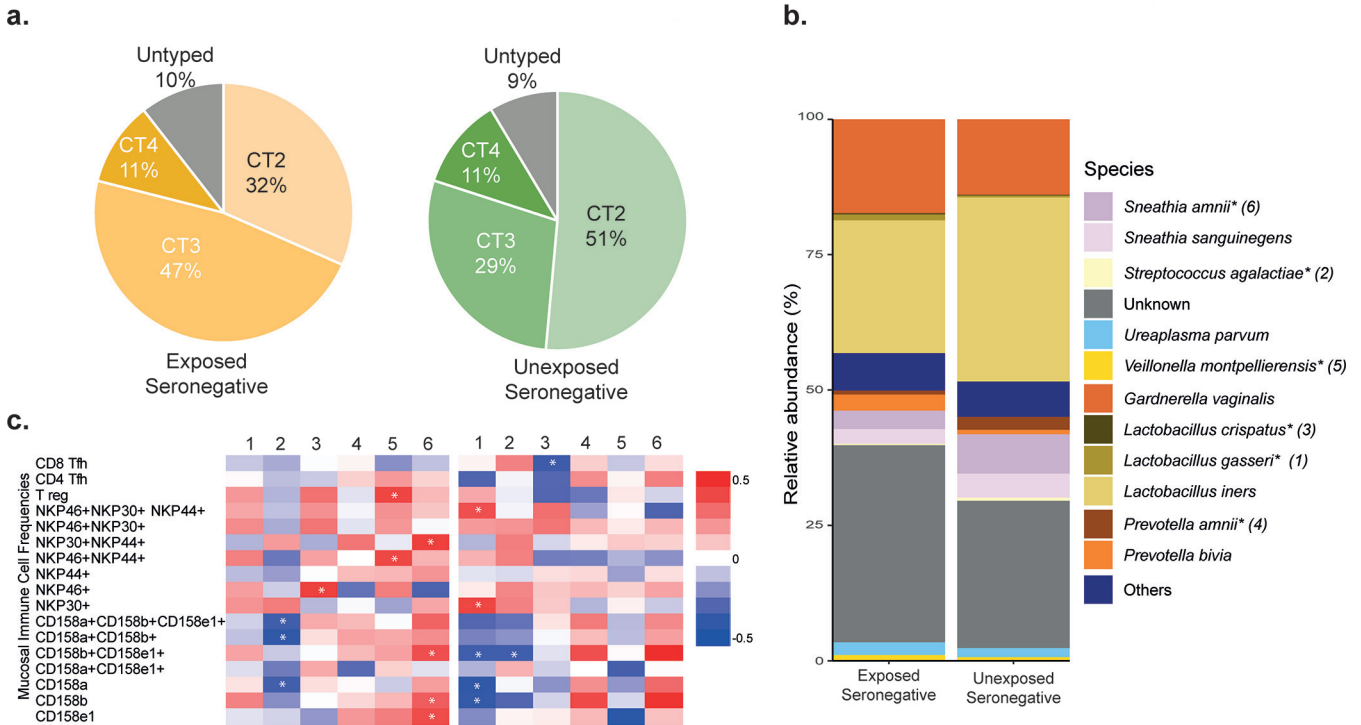 a.
Untyped
10%
CT4
11%
CT2
32%
CT3
47%
Exposed
Seronegative
Untyped
9%
CT4
11%
CT2
51%
CT3
29%
Unexposed
Seronegative
b.
Relative abundance (%)
100
75
50
25
0
Exposed
Seronegative
Unexposed
Seronegative
Species
Sneathia amnii* (6)
Sneathia sanguinegens
Streptococcus agalactiae* (2)
Unknown
Ureaplasma parvum
Veillonella montpellierensis* (5)
Gardnerella vaginalis
Lactobacillus crispatus* (3)
Lactobacillus gasseri* (1)
Lactobacillus iners
Prevotella amnii* (4)
Prevotella bivia
Others
c.
Mucosal Immune Cell Frequencies
1 2 3 4 5 6 1 2 3 4 5 6
CD8 Tfh *
CD4 Tfh
T reg *
NKP46+NKP30+ NKP44+ *
NKP46+NKP30+
NKP30+NKP44+ *
NKP46+NKP44+ *
NKP44+
NKP46+ *
NKP30+ *
CD158a+CD158b+CD158e1+ *
CD158a+CD158b+ *
CD158b+CD158e1+ * * *
CD158a+CD158e1+
CD158a * *
CD158b * *
CD158e1 *
0.5
0
-0.5